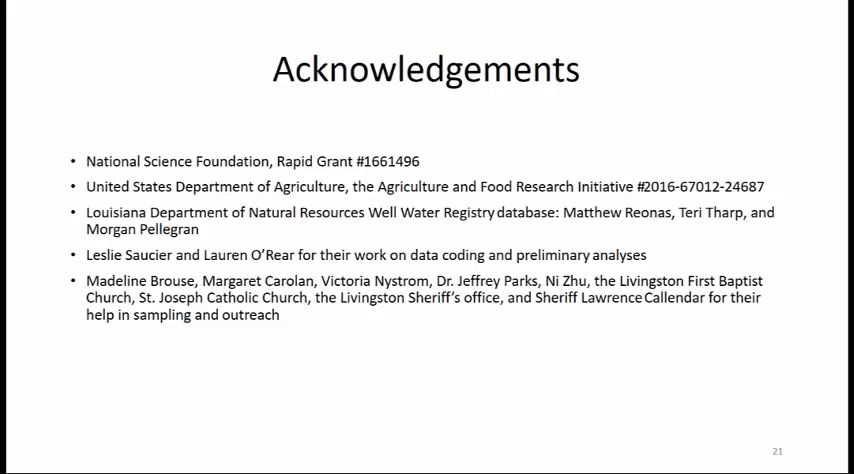 Acknowledgements
• National Science Foundation, Rapid Grant #1661496
• United States Department of Agriculture, the Agriculture and Food Research Initiative #2016-67012-24687
• Louisiana Department of Natural Resources Well Water Registry database: Matthew Reonas, Teri Tharp, and
Morgan Pellegran
• Leslie Saucier and Lauren O’Rear for their work on data coding and preliminary analyses
• Madeline Brouse, Margaret Carolan, Victoria Nystrom, Dr. Jeffrey Parks, Ni Zhu, the Livingston First Baptist
Church, St. Joseph Catholic Church, the Livingston Sheriff’s office, and Sheriff Lawrence Callendar for their
help in sampling and outreach
21